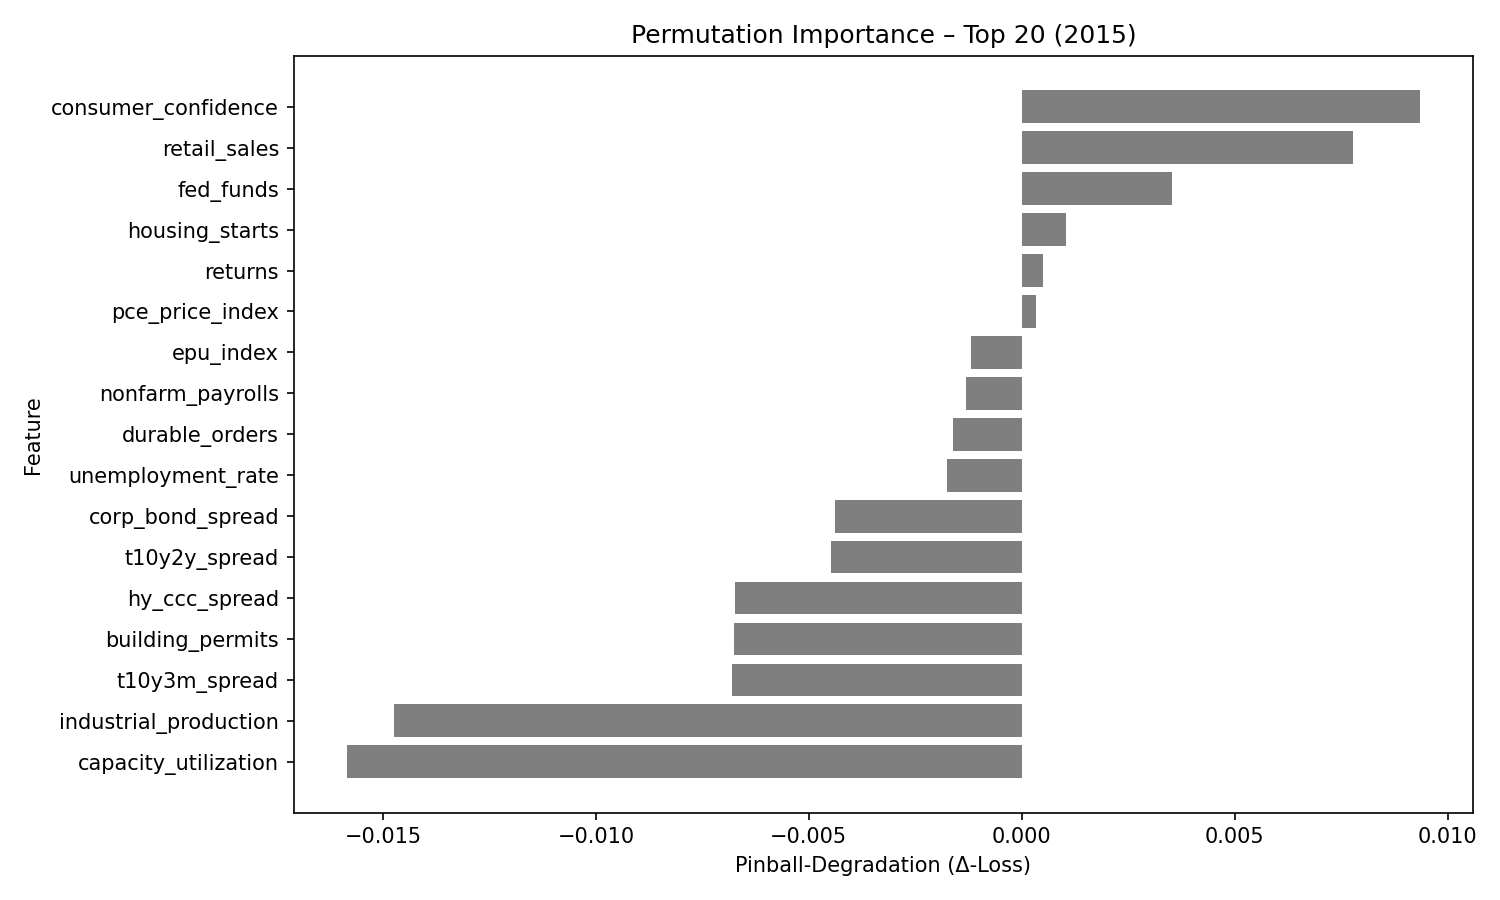 Permutation Importance – Top 20 (2015)
consumer_confidence
retail_sales
fed_funds
housing_starts
returns
pce_price_index
epu_index
nonfarm_payrolls
durable_orders
unemployment_rate
corp_bond_spread
t10y2y_spread
hy_ccc_spread
building_permits
t10y3m_spread
industrial_production
capacity_utilization
Feature
−0.015 −0.010 −0.005 0.000 0.005 0.010
Pinball-Degradation (Δ-Loss)